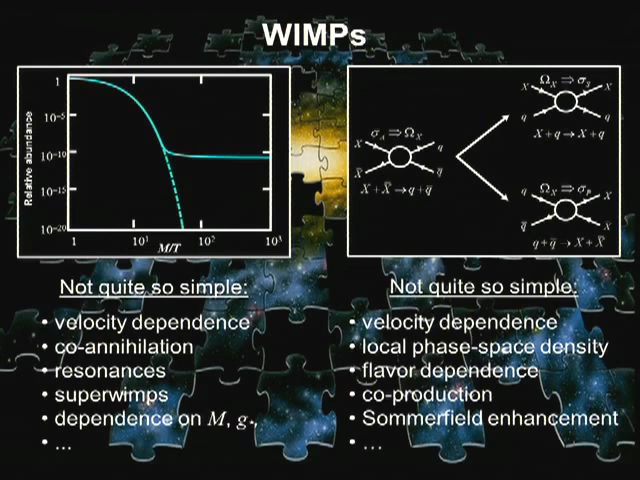 WIMPs
1
10⁻⁵
10⁻¹⁰
10⁻¹⁵
10⁻²⁰
Relative abundance
1 10¹ 10² 10³
M/T
σ_A ⇒ Ω_X
X q
X̄ q̄
X + X̄ → q + q̄
Ω_X ⇒ σ_S
X X
q q
X + q → X + q
Ω_X ⇒ σ_P
q X
q̄ X̄
q + q̄ → X + X̄
Not quite so simple:
• velocity dependence
• co-annihilation
• resonances
• superwimps
• dependence on M, g*
• ...
Not quite so simple:
• velocity dependence
• local phase-space density
• flavor dependence
• co-production
• Sommerfield enhancement
• ...